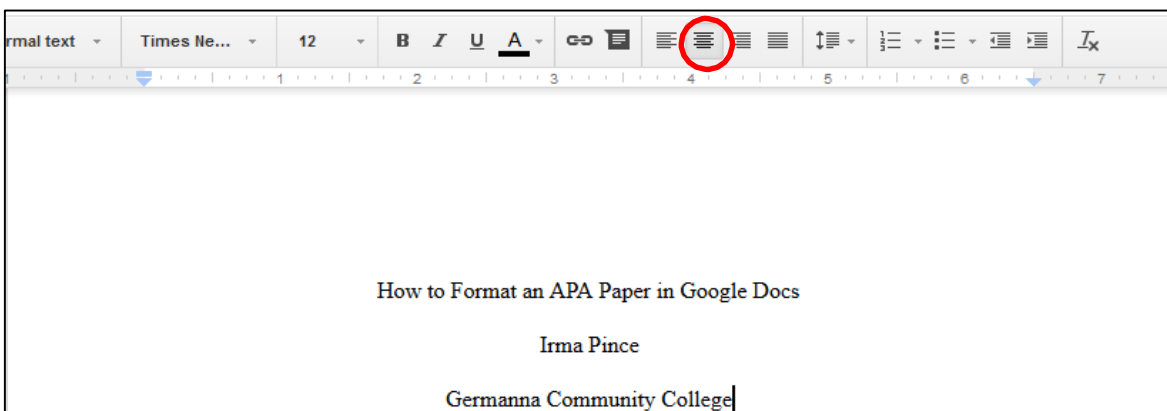 rmal text Times Ne... 12 B I U A
1 2 3 4 5 6 7
How to Format an APA Paper in Google Docs
Irma Pince
Germanna Community College